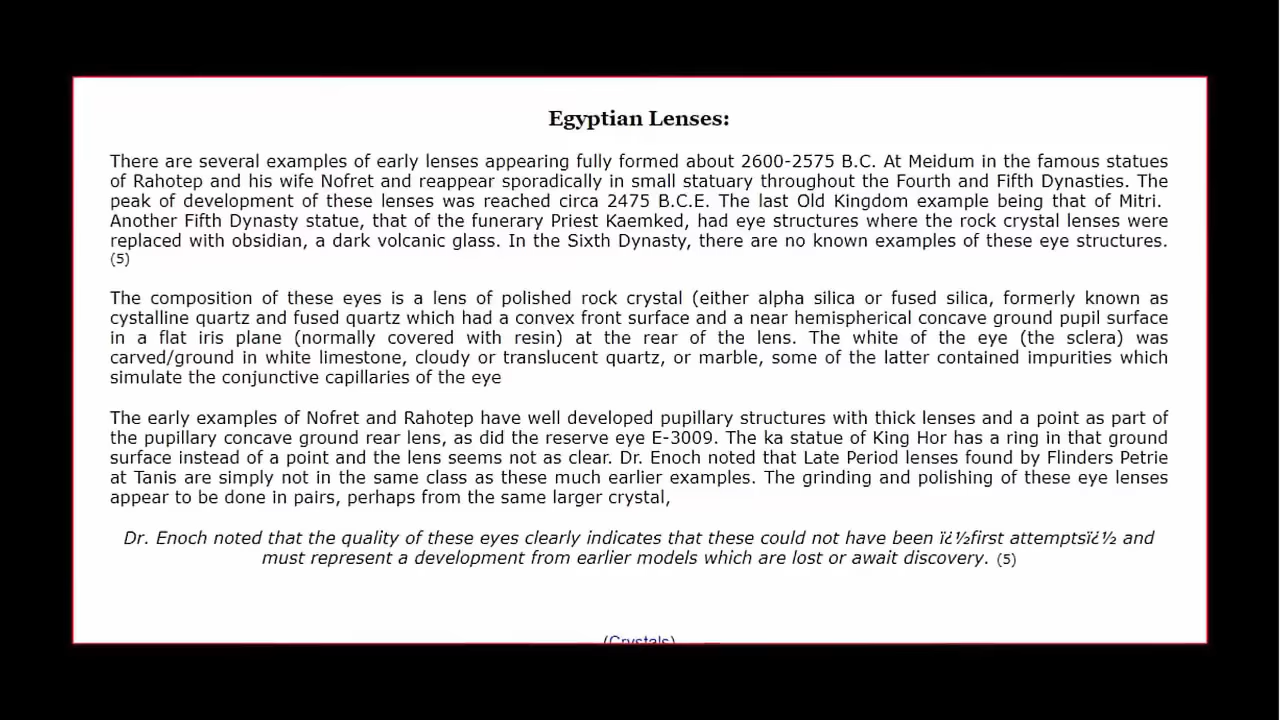 Egyptian Lenses:
There are several examples of early lenses appearing fully formed about 2600-2575 B.C. At Meidum in the famous statues
of Rahotep and his wife Nofret and reappear sporadically in small statuary throughout the Fourth and Fifth Dynasties. The
peak of development of these lenses was reached circa 2475 B.C.E. The last Old Kingdom example being that of Mitri.
Another Fifth Dynasty statue, that of the funerary Priest Kaemked, had eye structures where the rock crystal lenses were
replaced with obsidian, a dark volcanic glass. In the Sixth Dynasty, there are no known examples of these eye structures.
(5)
The composition of these eyes is a lens of polished rock crystal (either alpha silica or fused silica, formerly known as
cystalline quartz and fused quartz which had a convex front surface and a near hemispherical concave ground pupil surface
in a flat iris plane (normally covered with resin) at the rear of the lens. The white of the eye (the sclera) was
carved/ground in white limestone, cloudy or translucent quartz, or marble, some of the latter contained impurities which
simulate the conjunctive capillaries of the eye
The early examples of Nofret and Rahotep have well developed pupillary structures with thick lenses and a point as part of
the pupillary concave ground rear lens, as did the reserve eye E-3009. The ka statue of King Hor has a ring in that ground
surface instead of a point and the lens seems not as clear. Dr. Enoch noted that Late Period lenses found by Flinders Petrie
at Tanis are simply not in the same class as these much earlier examples. The grinding and polishing of these eye lenses
appear to be done in pairs, perhaps from the same larger crystal,
Dr. Enoch noted that the quality of these eyes clearly indicates that these could not have been ï¿½first attemptsï¿½ and
must represent a development from earlier models which are lost or await discovery. (5)
(Crystals)